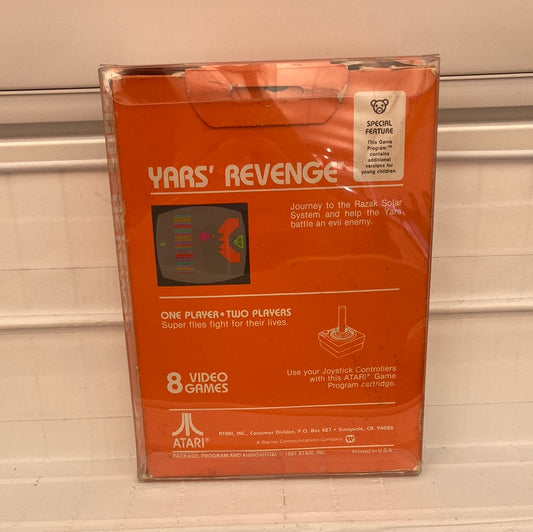 SPECIAL
FEATURE
This Game
Program™
contains
additional
versions for
young children.
YARS' REVENGE™
Journey to the Razak Solar
System and help the Yars
battle an evil enemy.
ONE PLAYER • TWO PLAYERS
Super flies fight for their lives.
8 VIDEO
GAMES
Use your Joystick Controllers
with this ATARI® Game
Program cartridge.
ATARI®
ATARI, INC., Consumer Division, P.O. Box 427 • Sunnyvale, CA 94086
A Warner Communications Company
PACKAGE, PROGRAM AND AUDIOVISUAL © 1981 ATARI, INC.
Printed in U.S.A.